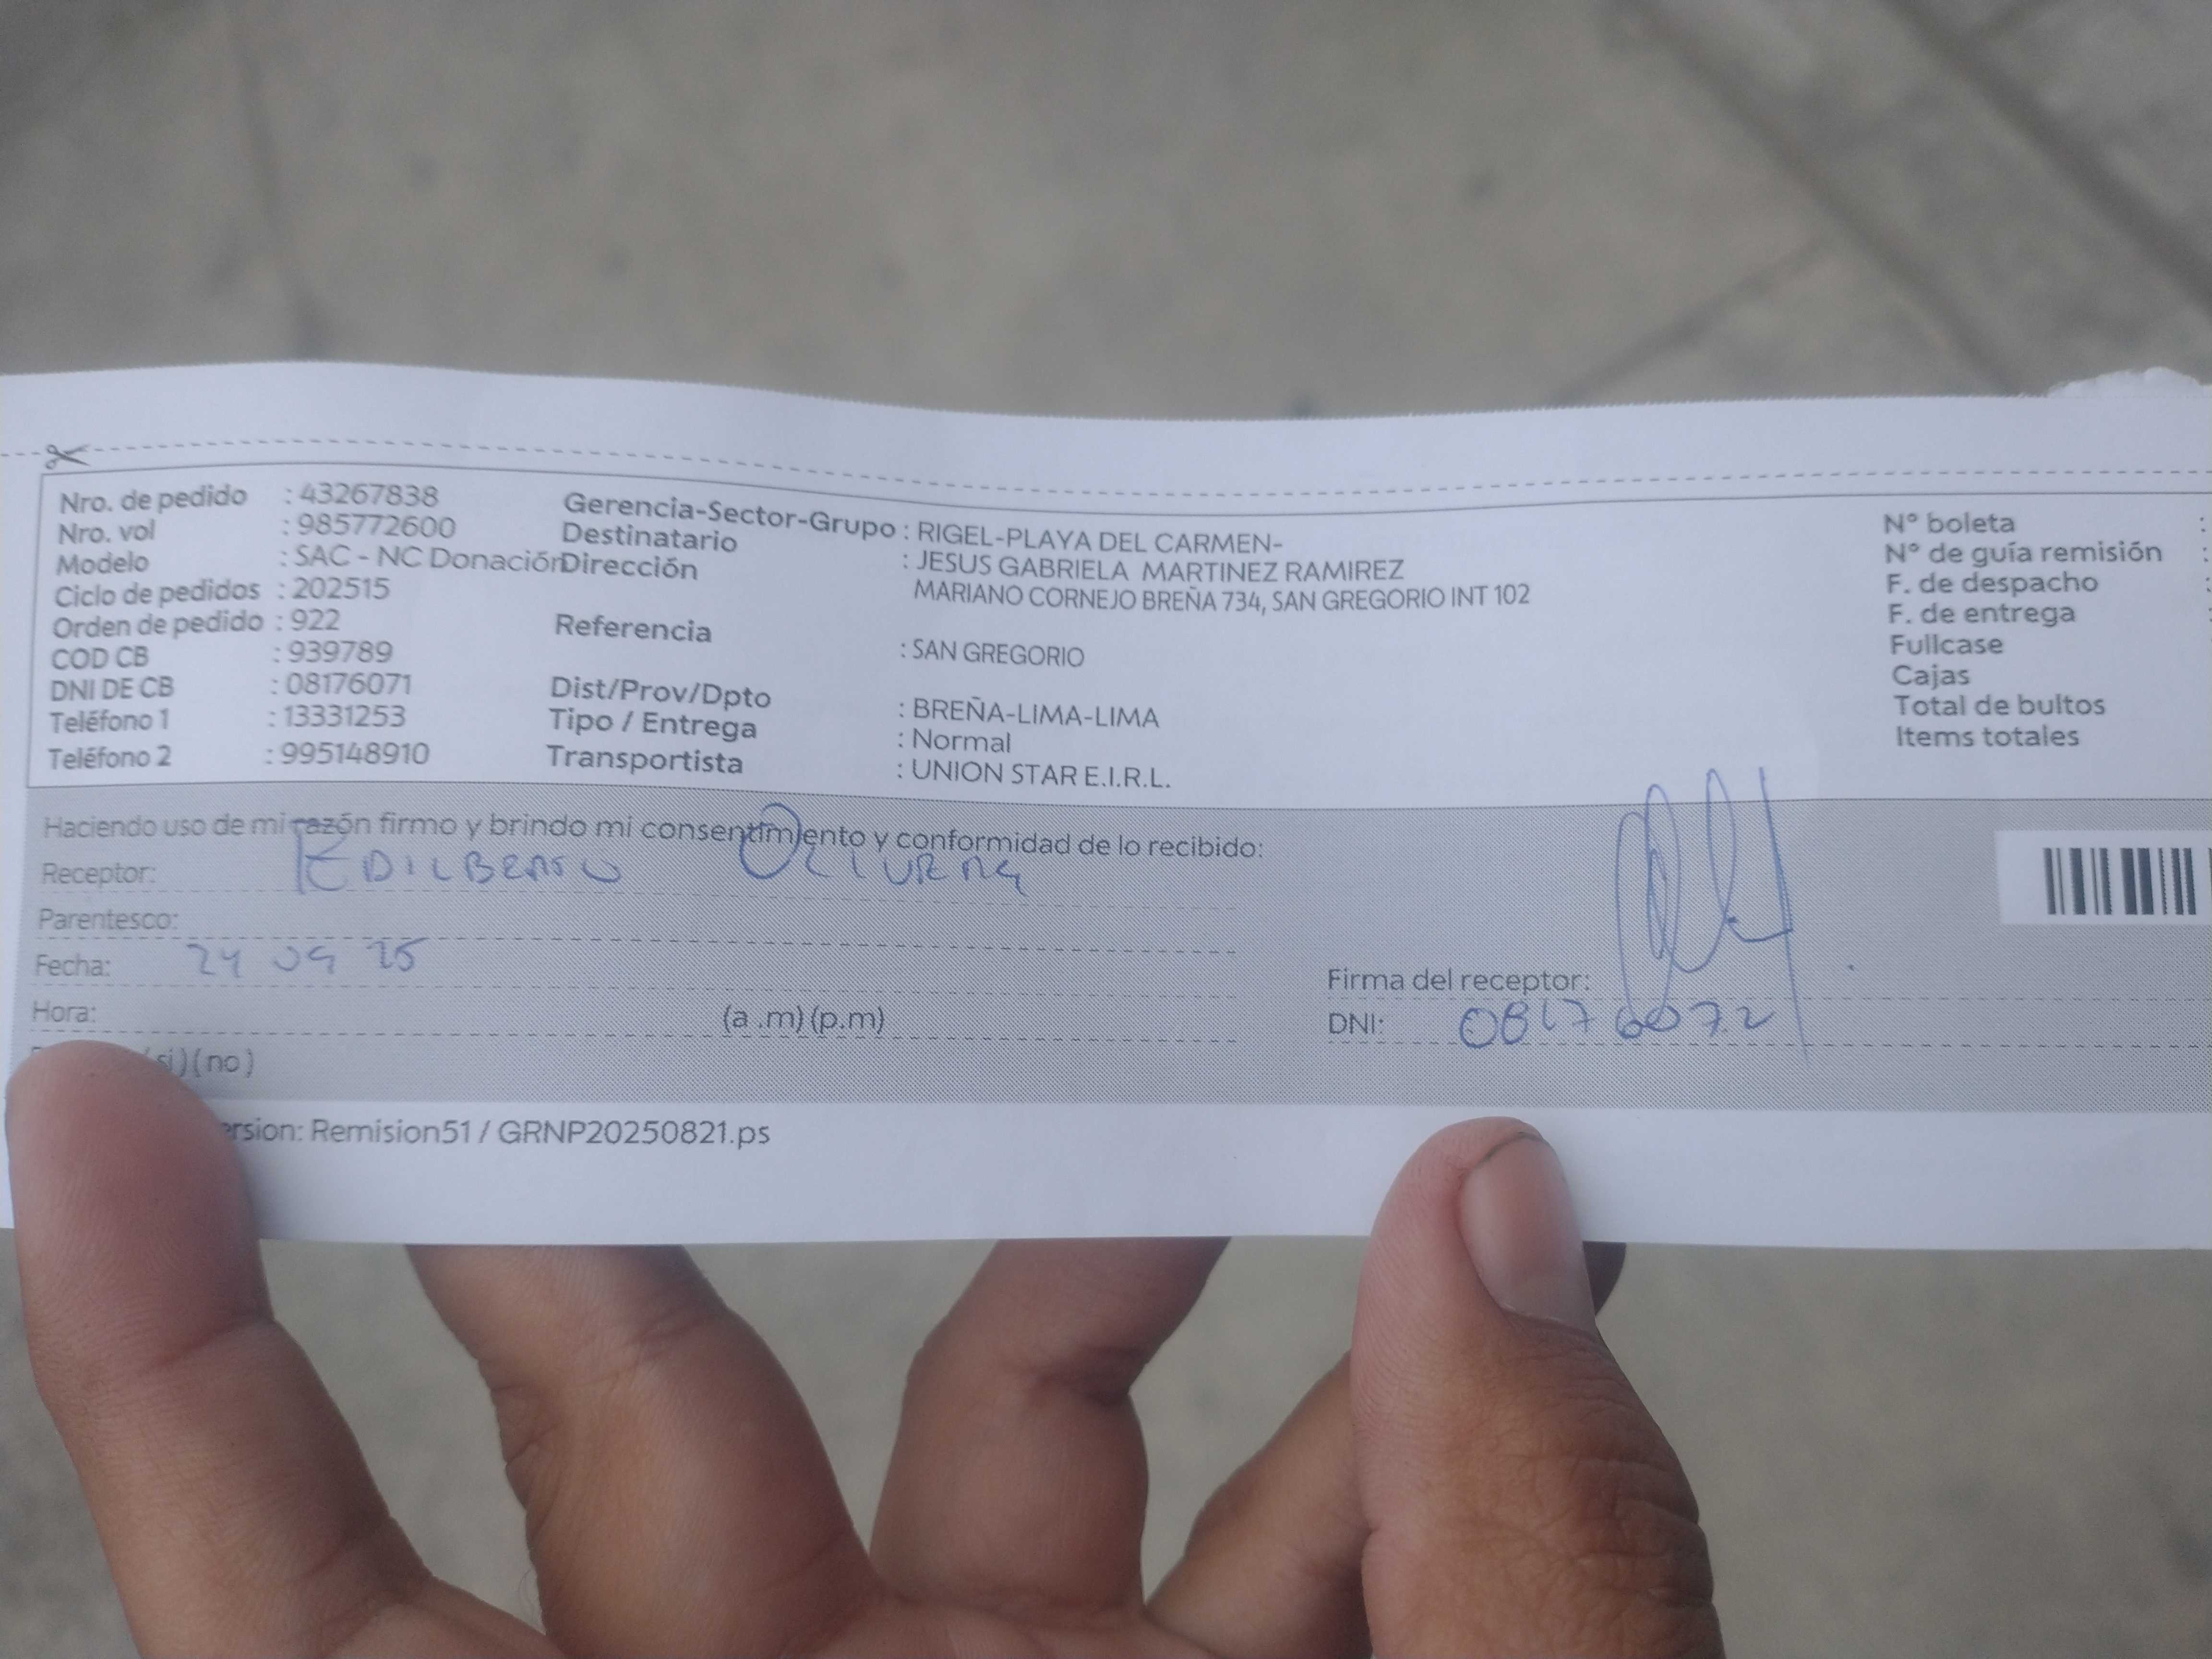 Nro. de pedido : 43267838
Nro. vol : 985772600
Modelo : SAC - NC Donación
Ciclo de pedidos : 202515
Orden de pedido : 922
COD CB : 939789
DNI DE CB : 08176071
Teléfono 1 : 13331253
Teléfono 2 : 995148910
Gerencia-Sector-Grupo : RIGEL-PLAYA DEL CARMEN-
Destinatario : JESUS GABRIELA MARTINEZ RAMIREZ
Dirección MARIANO CORNEJO BREÑA 734, SAN GREGORIO INT 102
Referencia : SAN GREGORIO
Dist/Prov/Dpto : BREÑA-LIMA-LIMA
Tipo / Entrega : Normal
Transportista : UNION STAR E.I.R.L.
N° boleta :
N° de guía remisión :
F. de despacho :
F. de entrega :
Fullcase
Cajas
Total de bultos
Items totales
Haciendo uso de mi razón firmo y brindo mi consentimiento y conformidad de lo recibido:
Receptor: EDILBERTO
Parentesco:
Fecha: 24 09 25
Hora: (a .m) (p.m)
si ) ( no )
Firma del receptor:
DNI: 08176072
ersion: Remision51 / GRNP20250821.ps